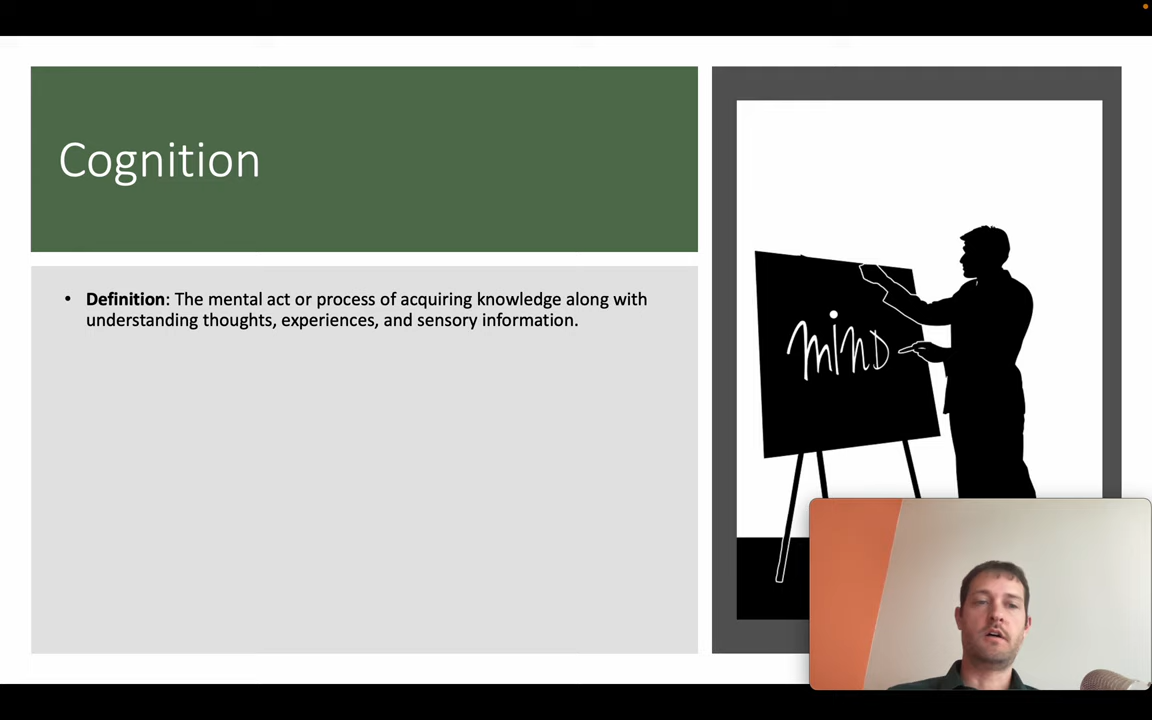 Cognition
• Definition: The mental act or process of acquiring knowledge along with
understanding thoughts, experiences, and sensory information.
minD